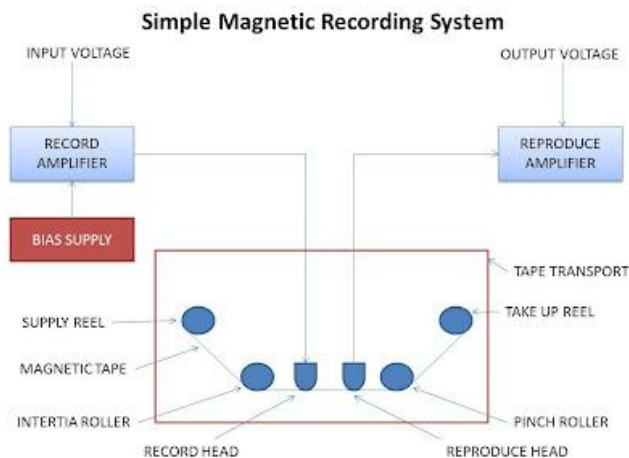 Simple Magnetic Recording System
INPUT VOLTAGE
OUTPUT VOLTAGE
RECORD
AMPLIFIER
REPRODUCE
AMPLIFIER
BIAS SUPPLY
TAPE TRANSPORT
SUPPLY REEL
TAKE UP REEL
MAGNETIC TAPE
INTERTIA ROLLER
PINCH ROLLER
RECORD HEAD
REPRODUCE HEAD